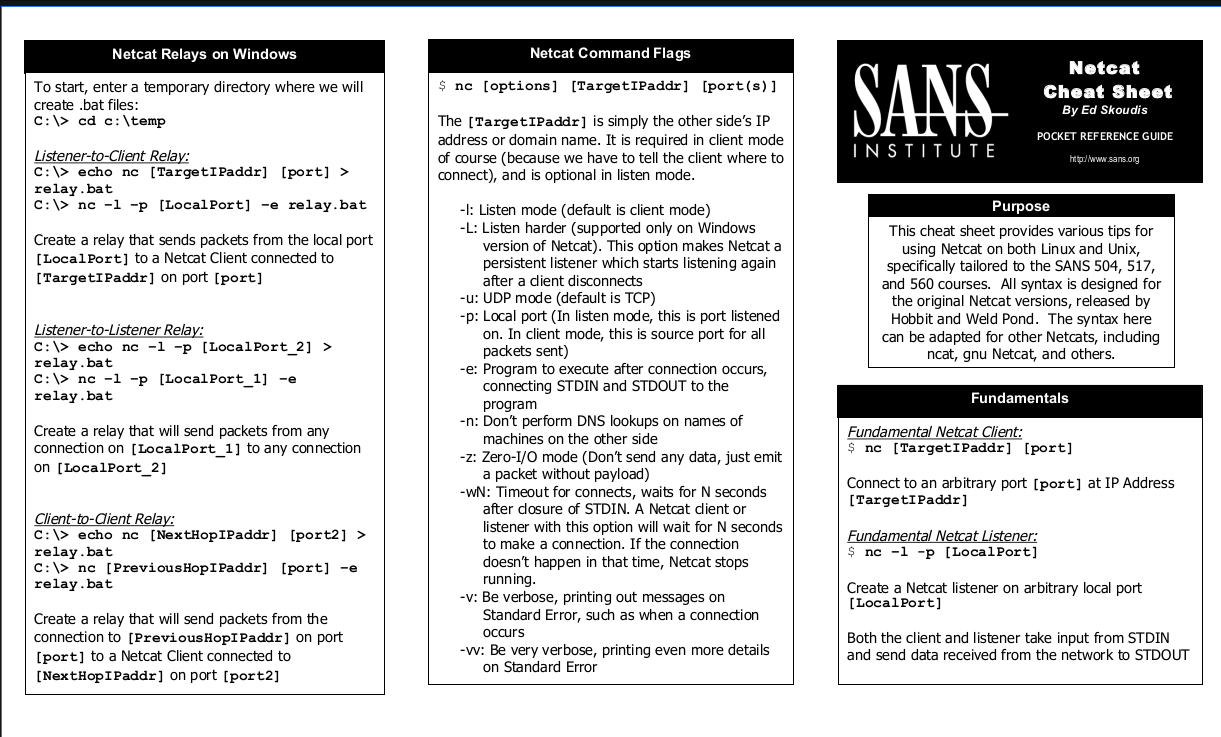 Netcat Relays on Windows
To start, enter a temporary directory where we will
create .bat files:
C:\> cd c:\temp
Listener-to-Client Relay:
C:\> echo nc [TargetIPaddr] [port] >
relay.bat
C:\> nc –l –p [LocalPort] –e relay.bat
Create a relay that sends packets from the local port
[LocalPort] to a Netcat Client connected to
[TargetIPaddr] on port [port]
Listener-to-Listener Relay:
C:\> echo nc –l –p [LocalPort_2] >
relay.bat
C:\> nc –l –p [LocalPort_1] –e
relay.bat
Create a relay that will send packets from any
connection on [LocalPort_1] to any connection
on [LocalPort_2]
Client-to-Client Relay:
C:\> echo nc [NextHopIPaddr] [port2] >
relay.bat
C:\> nc [PreviousHopIPaddr] [port] –e
relay.bat
Create a relay that will send packets from the
connection to [PreviousHopIPaddr] on port
[port] to a Netcat Client connected to
[NextHopIPaddr] on port [port2]
Netcat Command Flags
$ nc [options] [TargetIPaddr] [port(s)]
The [TargetIPaddr] is simply the other side’s IP
address or domain name. It is required in client mode
of course (because we have to tell the client where to
connect), and is optional in listen mode.
-l: Listen mode (default is client mode)
-L: Listen harder (supported only on Windows
version of Netcat). This option makes Netcat a
persistent listener which starts listening again
after a client disconnects
-u: UDP mode (default is TCP)
-p: Local port (In listen mode, this is port listened
on. In client mode, this is source port for all
packets sent)
-e: Program to execute after connection occurs,
connecting STDIN and STDOUT to the
program
-n: Don’t perform DNS lookups on names of
machines on the other side
-z: Zero-I/O mode (Don’t send any data, just emit
a packet without payload)
-wN: Timeout for connects, waits for N seconds
after closure of STDIN. A Netcat client or
listener with this option will wait for N seconds
to make a connection. If the connection
doesn’t happen in that time, Netcat stops
running.
-v: Be verbose, printing out messages on
Standard Error, such as when a connection
occurs
-vv: Be very verbose, printing even more details
on Standard Error
SANS
INSTITUTE
Netcat
Cheat Sheet
By Ed Skoudis
POCKET REFERENCE GUIDE
http://www.sans.org
Purpose
This cheat sheet provides various tips for
using Netcat on both Linux and Unix,
specifically tailored to the SANS 504, 517,
and 560 courses. All syntax is designed for
the original Netcat versions, released by
Hobbit and Weld Pond. The syntax here
can be adapted for other Netcats, including
ncat, gnu Netcat, and others.
Fundamentals
Fundamental Netcat Client:
$ nc [TargetIPaddr] [port]
Connect to an arbitrary port [port] at IP Address
[TargetIPaddr]
Fundamental Netcat Listener:
$ nc –l -p [LocalPort]
Create a Netcat listener on arbitrary local port
[LocalPort]
Both the client and listener take input from STDIN
and send data received from the network to STDOUT